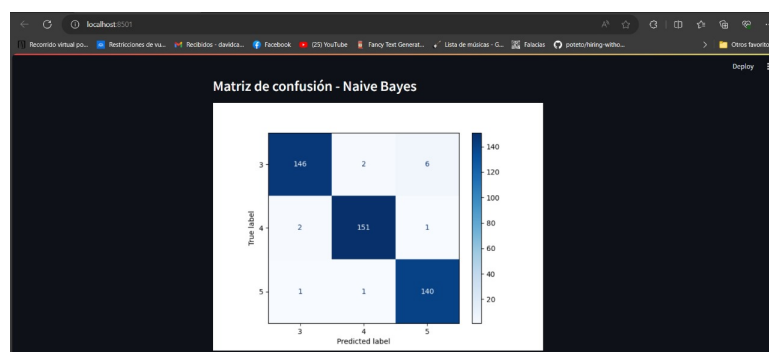 localhost:8501
Recorrido virtual po... Restricciones de vu... Recibidos - davidca... Facebook (25) YouTube Fancy Text Generat... Lista de músicas - G... Falacias poteto/hiring-witho... Otros favorito
Deploy
Matriz de confusión - Naive Bayes
3 146 2 6
4 2 151 1
5 1 1 140
3 4 5
True label
Predicted label
140
120
100
80
60
40
20